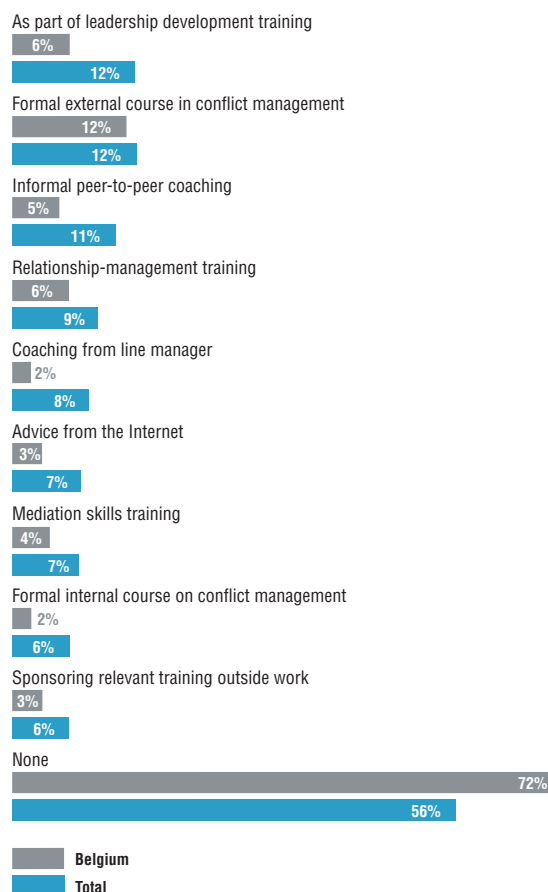 As part of leadership development training
6%
12%
Formal external course in conflict management
12%
12%
Informal peer-to-peer coaching
5%
11%
Relationship-management training
6%
9%
Coaching from line manager
2%
8%
Advice from the Internet
3%
7%
Mediation skills training
4%
7%
Formal internal course on conflict management
2%
6%
Sponsoring relevant training outside work
3%
6%
None
72%
56%
Belgium
Total